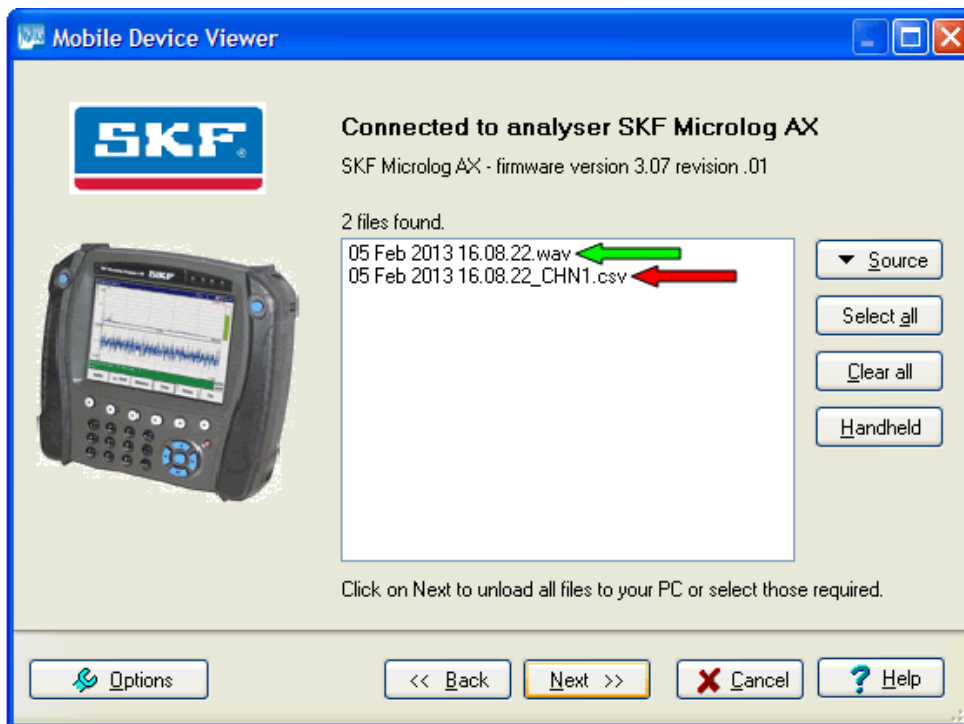 Mobile Device Viewer
SKF
Connected to analyser SKF Microlog AX
SKF Microlog AX - firmware version 3.07 revision .01
2 files found.
05 Feb 2013 16.08.22.wav
05 Feb 2013 16.08.22_CHN1.csv
Source
Select all
Clear all
Handheld
Click on Next to unload all files to your PC or select those required.
Options
<< Back
Next >>
Cancel
Help